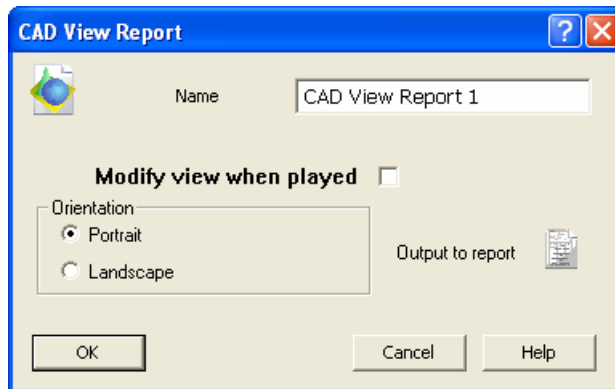 CAD View Report
Name
CAD View Report 1
Modify view when played
Orientation
Portrait
Landscape
Output to report
OK
Cancel
Help